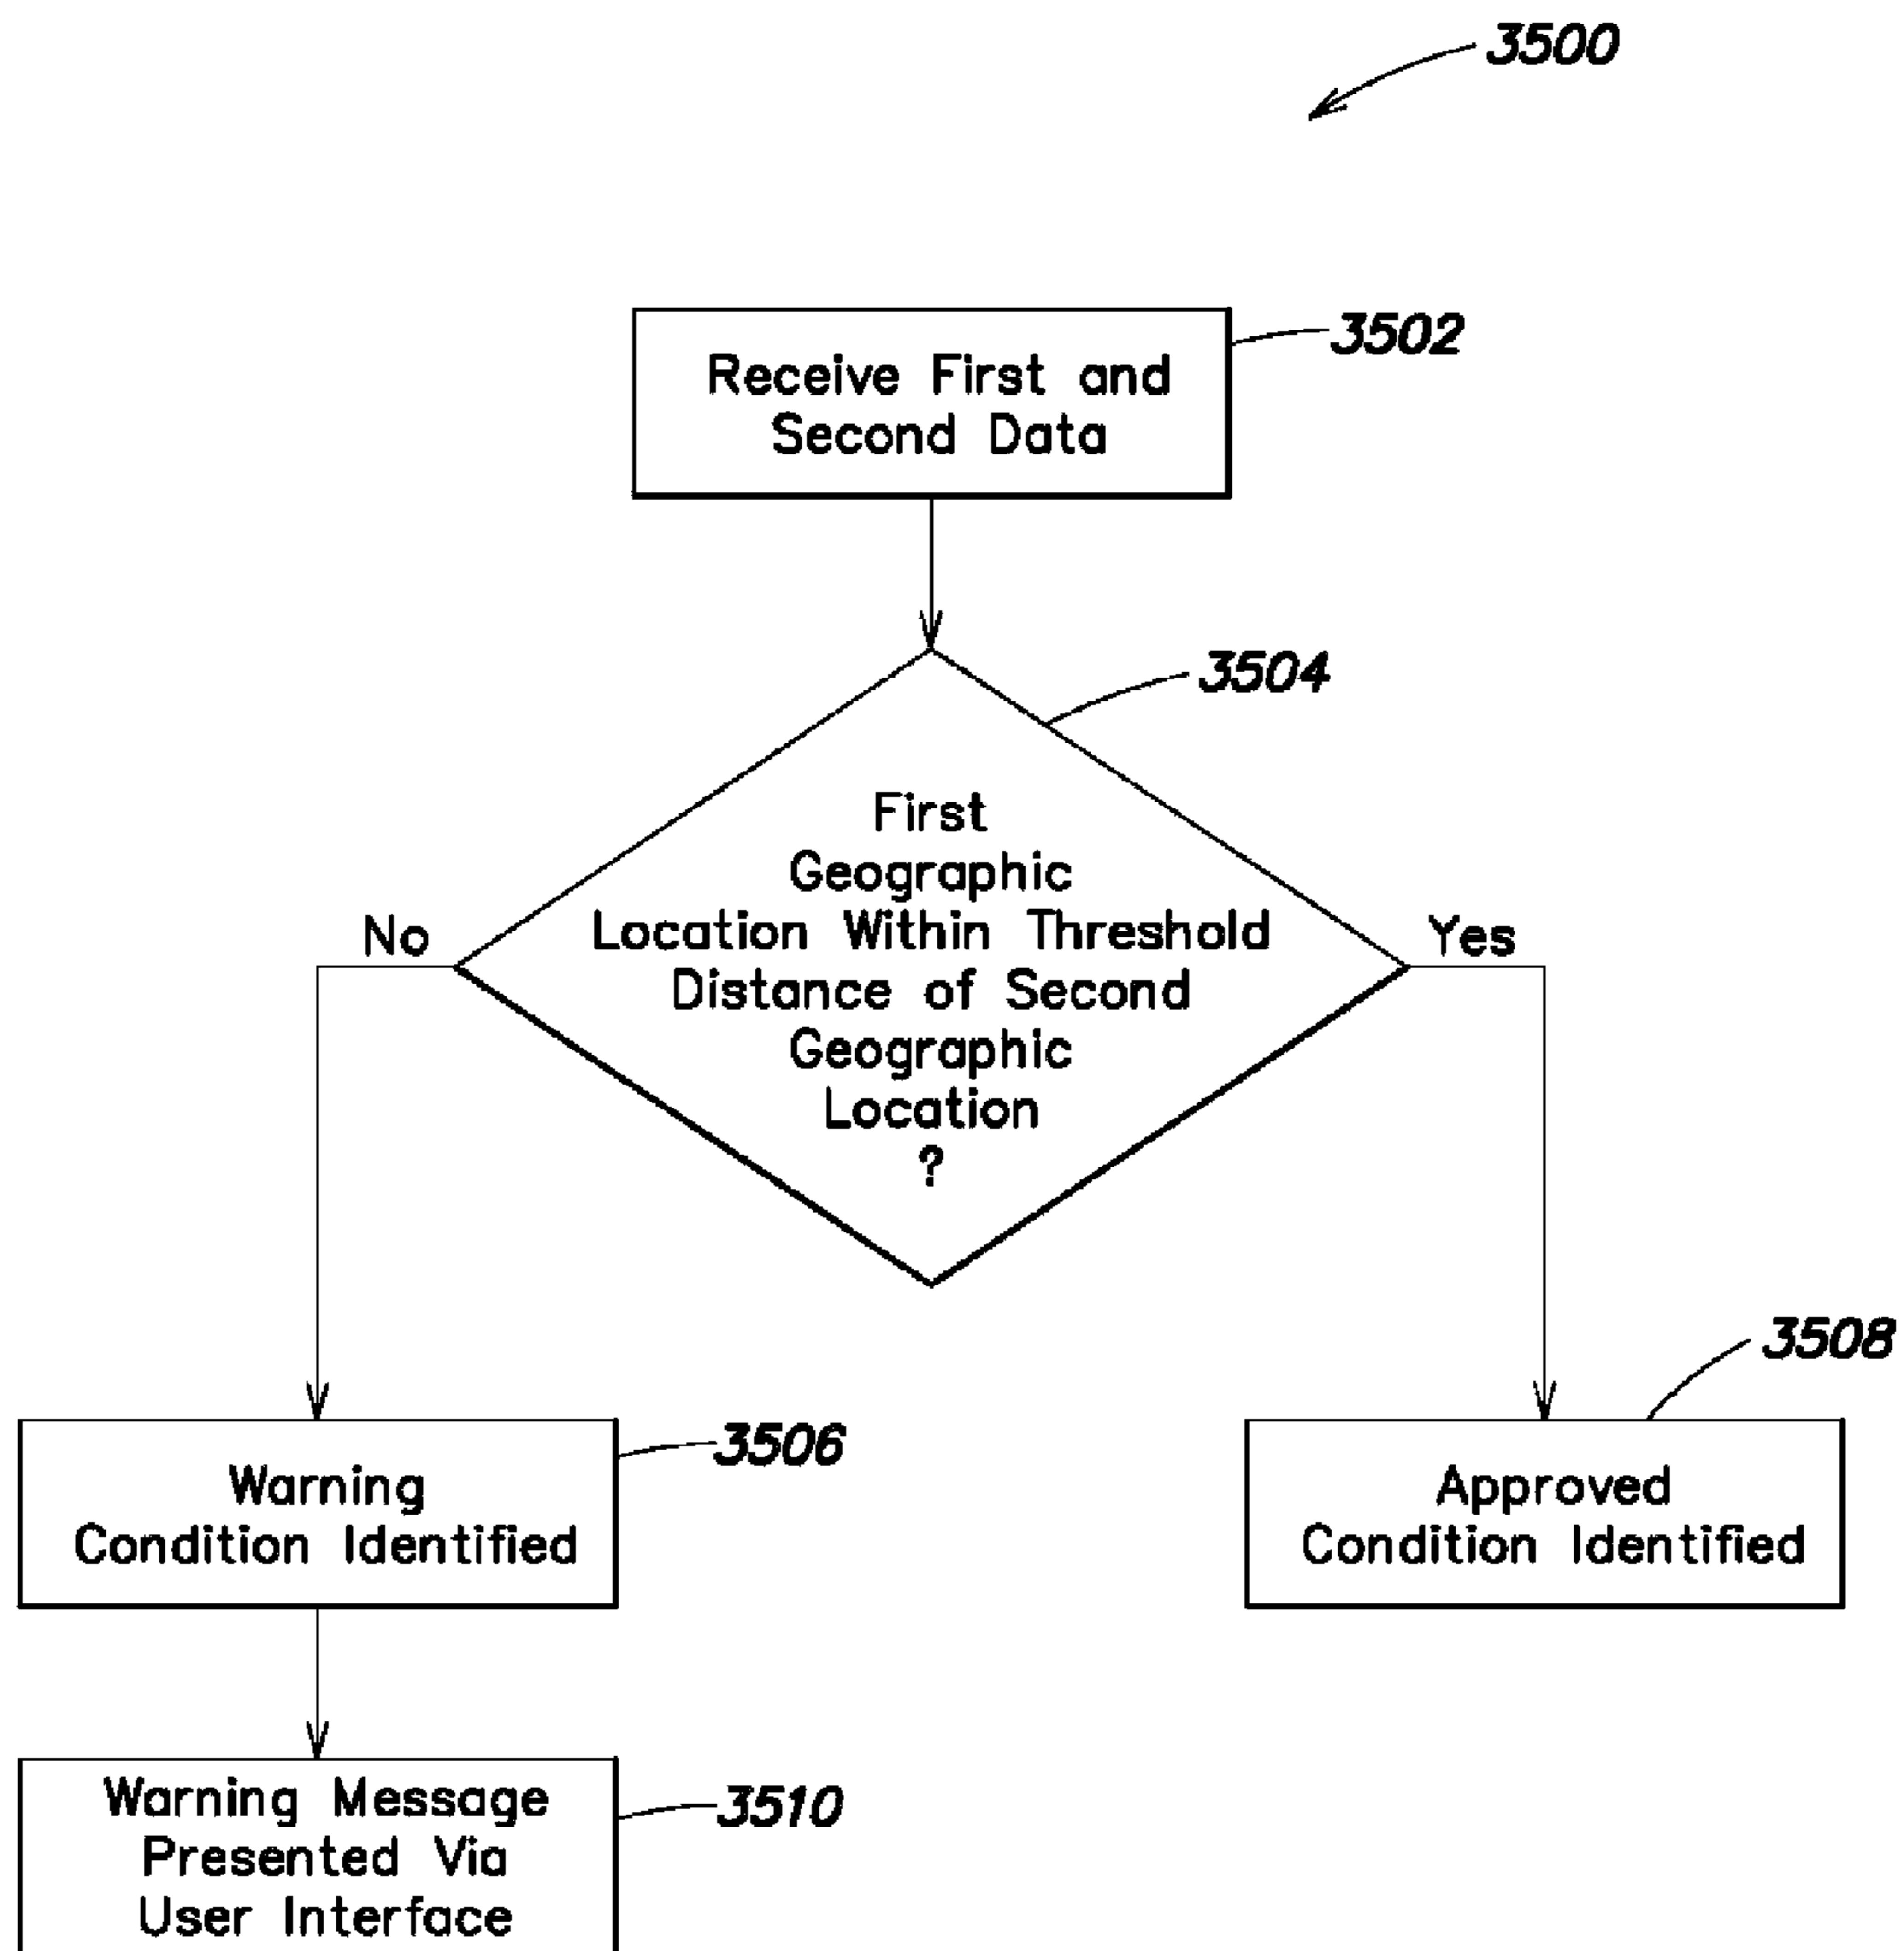 3500
3502
Receive First and
Second Data
3504
First
Geographic
Location Within Threshold
Distance of Second
Geographic
Location
?
No
Yes
3506
Warning
Condition Identified
3508
Approved
Condition Identified
3510
Warning Message
Presented Via
User Interface